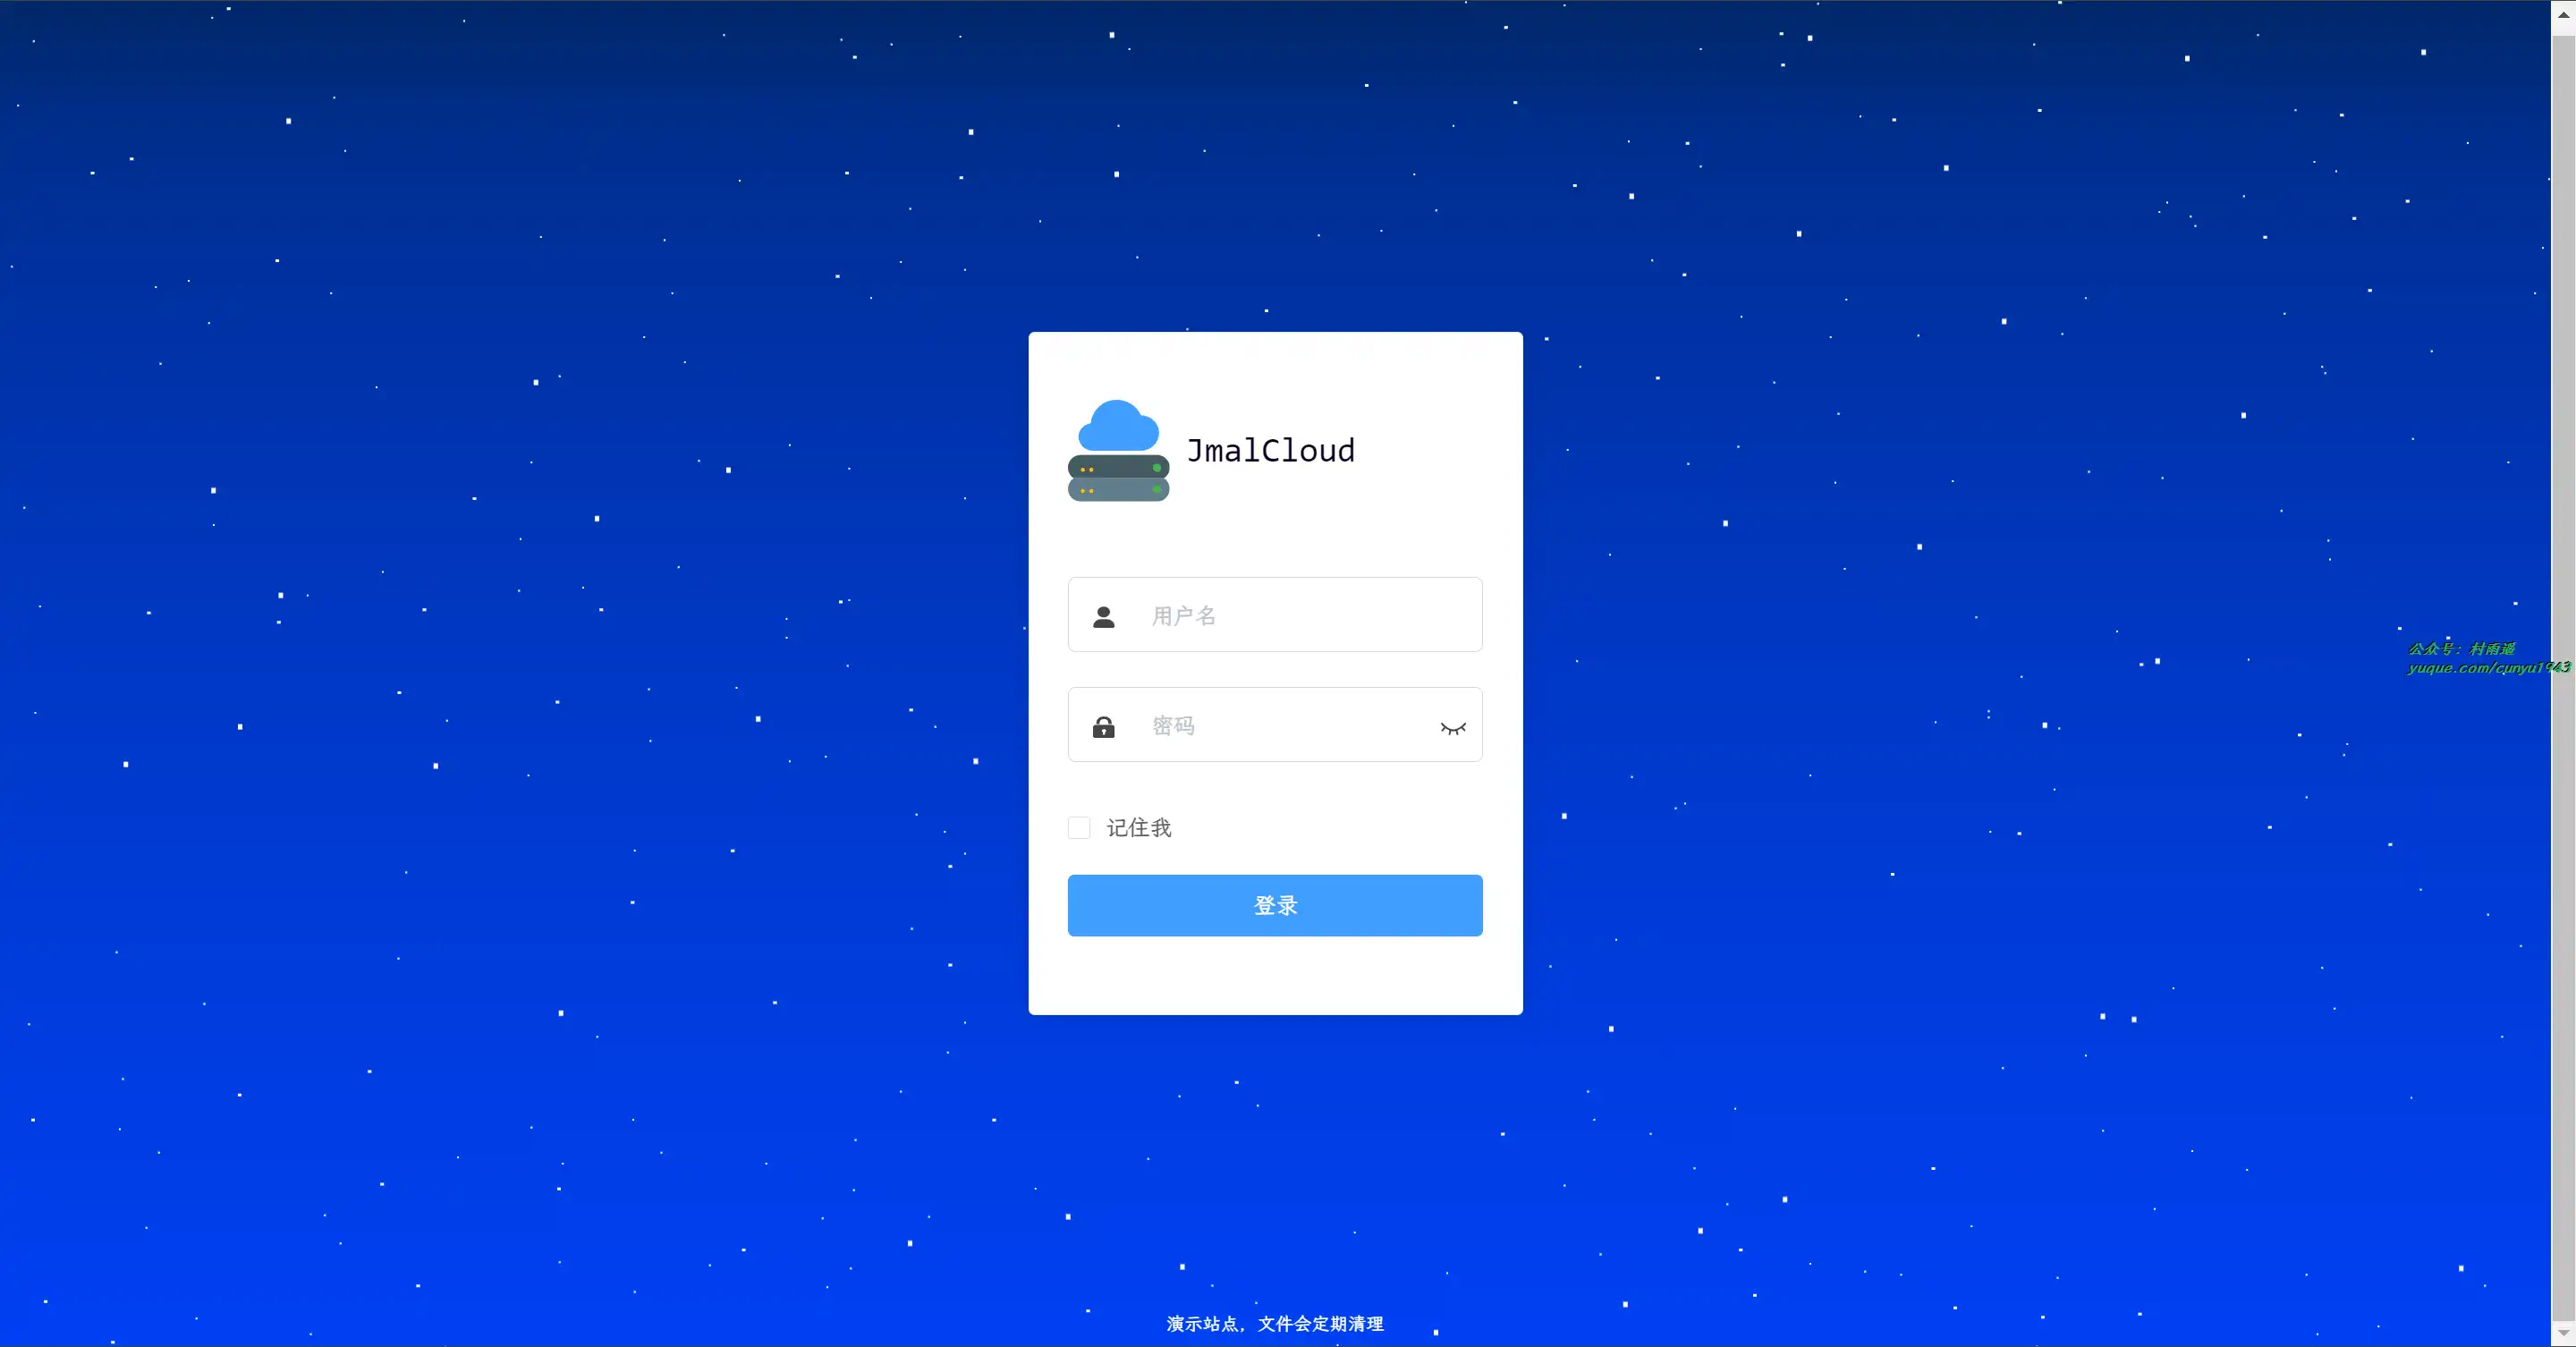 JmalCloud
用户名
公众号：村雨遥
yuque.com/cunyu1943
密码
记住我
登录
演示站点，文件会定期清理